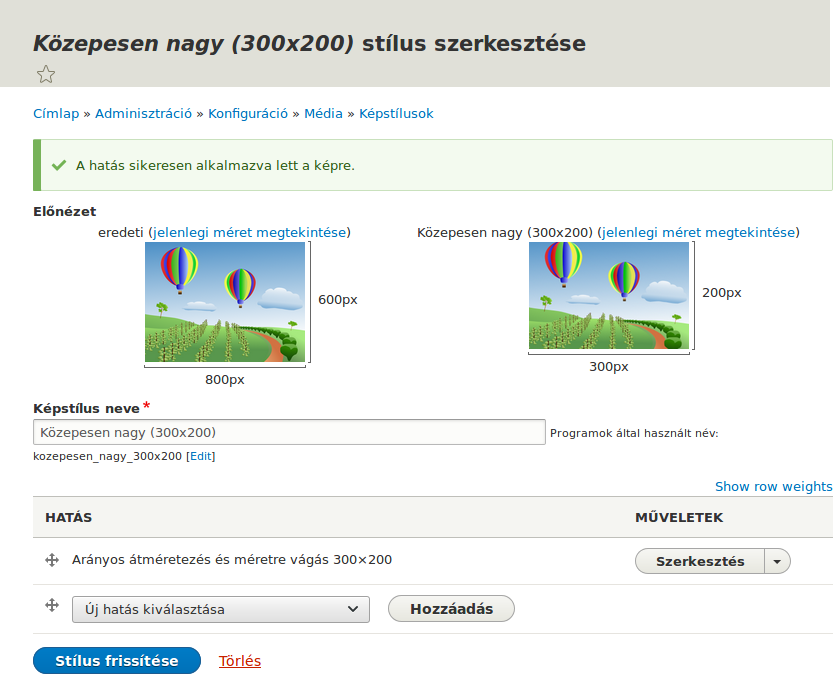 Közepesen nagy (300x200) stílus szerkesztése
Címlap » Adminisztráció » Konfiguráció » Média » Képstílusok
A hatás sikeresen alkalmazva lett a képre.
Előnézet
eredeti (jelenlegi méret megtekintése)
600px
800px
Közepesen nagy (300x200) (jelenlegi méret megtekintése)
200px
300px
Képstílus neve *
Közepesen nagy (300x200) Programok által használt név:
kozepesen_nagy_300x200 [Edit]
Show row weights
HATÁS MŰVELETEK
Arányos átméretezés és méretre vágás 300×200 Szerkesztés
Új hatás kiválasztása Hozzáadás
Stílus frissítése Törlés